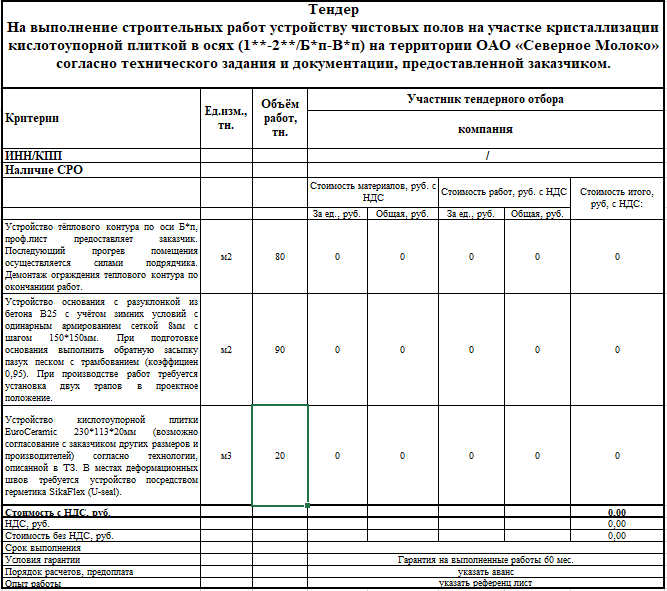 Тендер
На выполнение строительных работ устройству чистовых полов на участке кристаллизации
кислотоупорной плиткой в осях (1**-2**/Б*п-В*п) на территории ОАО «Северное Молоко»
согласно технического задания и документации, предоставленной заказчиком.
Критерии
Ед.изм.,
тн.
Объём
работ,
тн.
Участник тендерного отбора
компания
ИНН/КПП
/
Наличие СРО
Стоимость материалов, руб. с
НДС
Стоимость работ, руб. с НДС
Стоимость итого,
руб, с НДС:
За ед., руб.
Общая, руб.
За ед., руб.
Общая, руб.
Устройство тёплового контура по оси Б*п,
проф.лист предоставляет заказчик.
Последующий прогрев помещения
осуществляется силами подрядчика.
Демонтаж ограждения теплового контура по
окончаниии работ.
м2
80
0
0
0
0
0
Устройство основания с разуклонкой из
бетона В25 с учётом зимних условий с
одинарным армированием сеткой 8мм с
шагом 150*150мм. При подготовке
основания выполнить обратную засыпку
пазух песком с трамбованием (коэффициен
0,95). При производстве работ требуется
установка двух трапов в проектное
положение.
м2
90
0
0
0
0
0
Устройство кислотоупорной плитки
EuroCeramic 230*113*20мм (возможно
согласование с заказчиком других размеров и
производителей) согласно технологии,
описанной в ТЗ. В местах деформационных
швов требуется устройство посредством
герметика SikaFlex (U-seal).
м3
20
0
0
0
0
0
Стоимость с НДС, руб.
0,00
НДС, руб.
0,00
Стоимость без НДС, руб.
0,00
Срок выполнения
Условия гарантии
Гарантия на выполненные работы 60 мес.
Порядок расчетов, предоплата
указать аванс
Опыт работы
указать референц лист